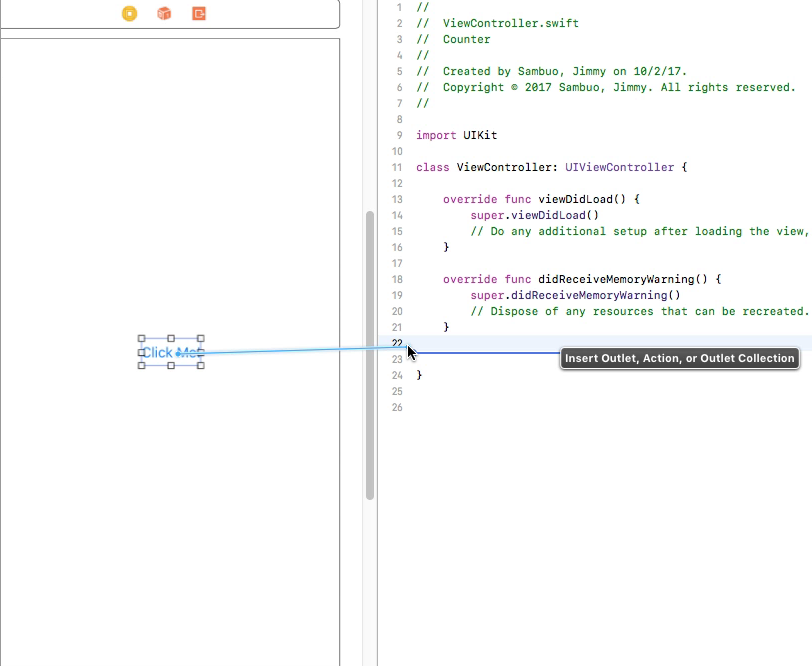 1 //
2 // ViewController.swift
3 // Counter
4 //
5 // Created by Sambuo, Jimmy on 10/2/17.
6 // Copyright © 2017 Sambuo, Jimmy. All rights reserved.
7 //
8
9 import UIKit
10
11 class ViewController: UIViewController {
12
13 override func viewDidLoad() {
14 super.viewDidLoad()
15 // Do any additional setup after loading the view,
16 }
17
18 override func didReceiveMemoryWarning() {
19 super.didReceiveMemoryWarning()
20 // Dispose of any resources that can be recreated.
21 }
22
Click Me
23
Insert Outlet, Action, or Outlet Collection
24 }
25
26